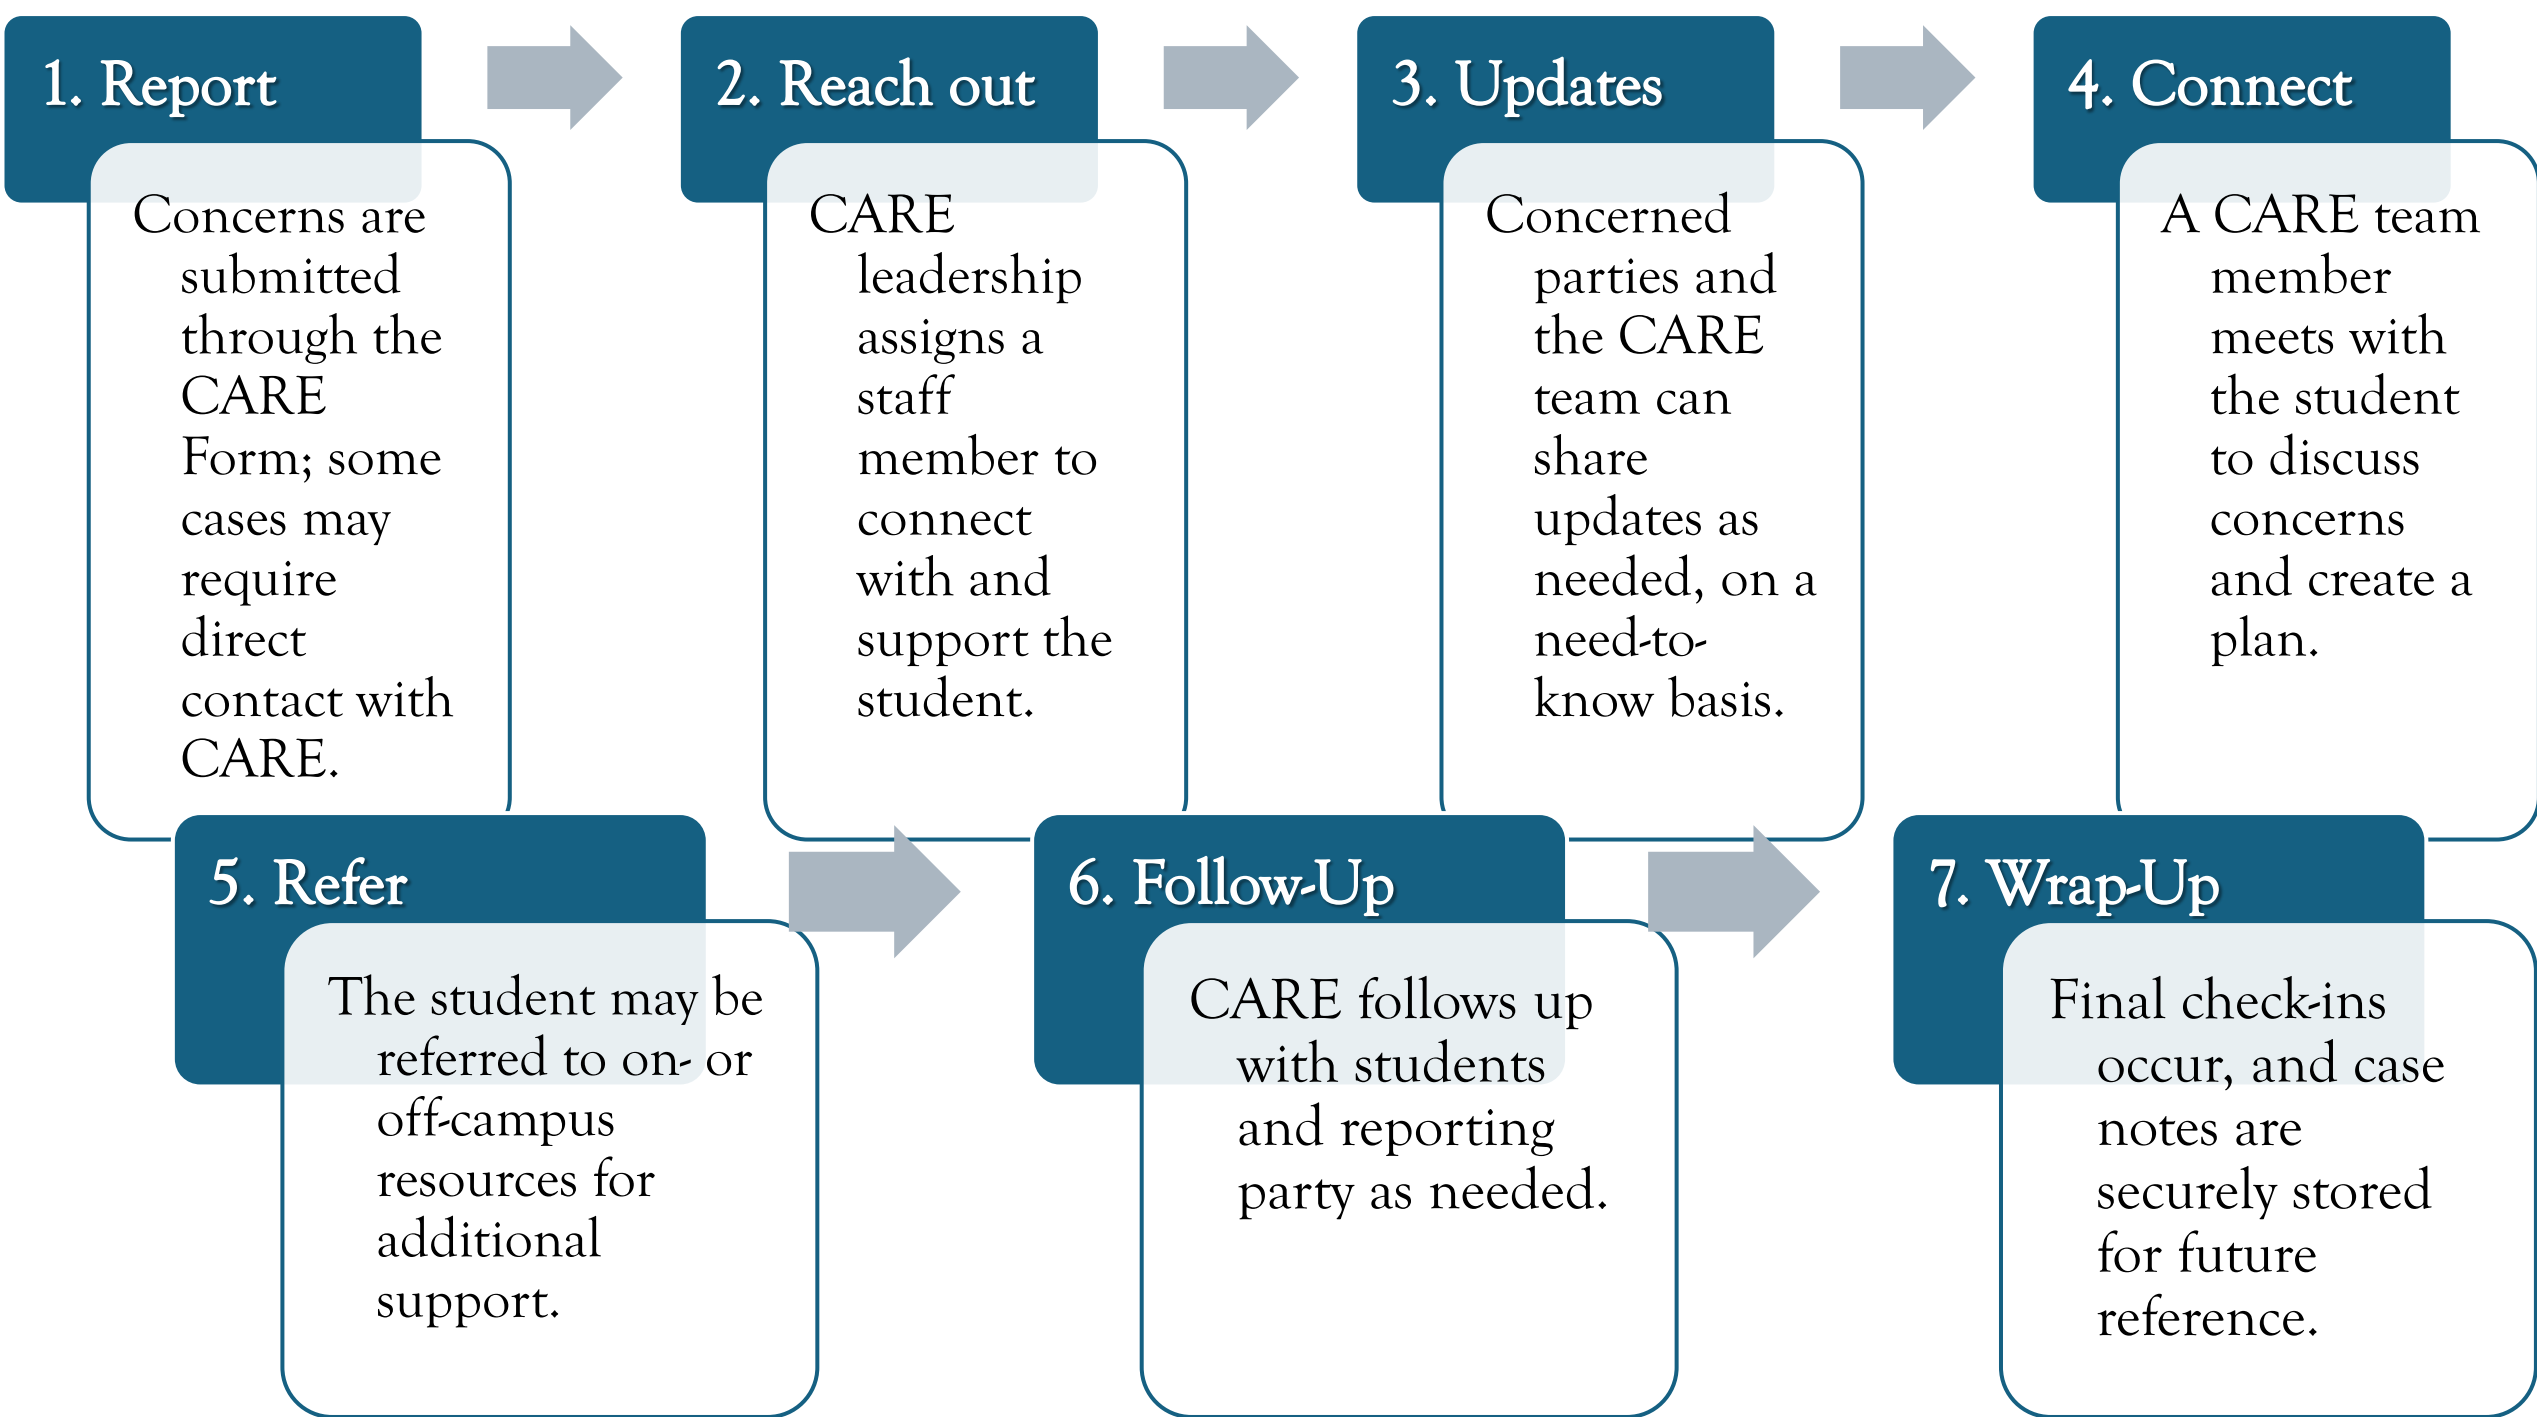 1. Report
Concerns are
submitted
through the
CARE
Form; some
cases may
require
direct
contact with
CARE.
2. Reach out
CARE
leadership
assigns a
staff
member to
connect
with and
support the
student.
3. Updates
Concerned
parties and
the CARE
team can
share
updates as
needed, on a
need-to-
know basis.
4. Connect
A CARE team
member
meets with
the student
to discuss
concerns
and create a
plan.
5. Refer
The student may be
referred to on- or
off-campus
resources for
additional
support.
6. Follow-Up
CARE follows up
with students
and reporting
party as needed.
7. Wrap-Up
Final check-ins
occur, and case
notes are
securely stored
for future
reference.